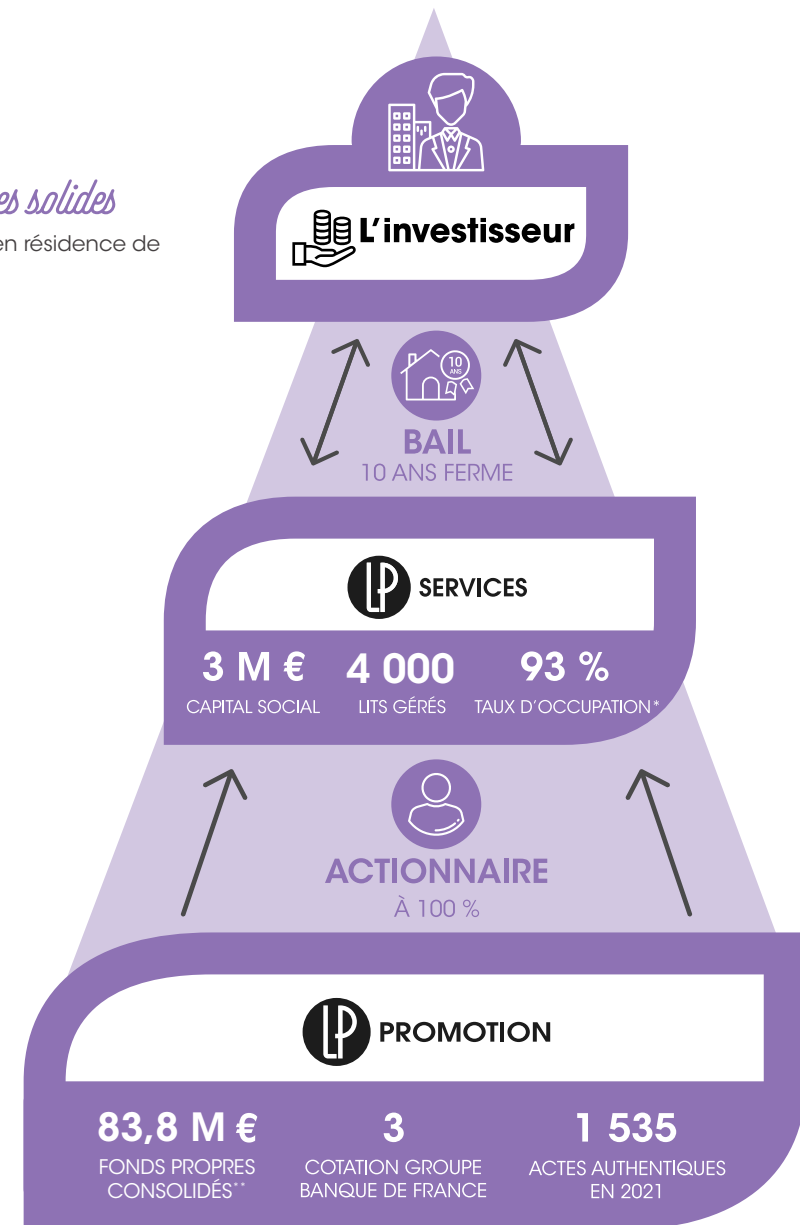 es solides
en résidence de
L'investisseur
10
ANS
BAIL
10 ANS FERME
LP SERVICES
3 M € 4 000 93 %
CAPITAL SOCIAL LITS GÉRÉS TAUX D'OCCUPATION*
ACTIONNAIRE
À 100 %
LP PROMOTION
83,8 M € 3 1 535
FONDS PROPRES COTATION GROUPE ACTES AUTHENTIQUES
CONSOLIDÉS** BANQUE DE FRANCE EN 2021